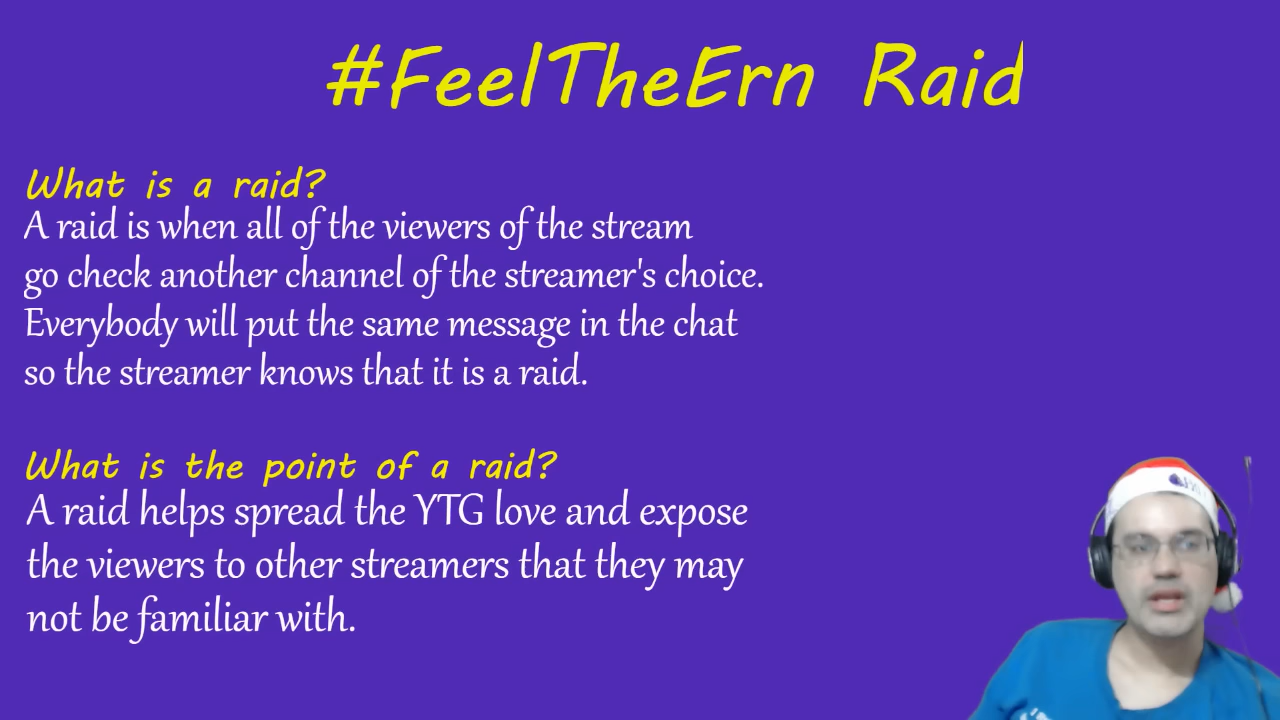 #FeelTheErn Raid
What is a raid?
A raid is when all of the viewers of the stream
go check another channel of the streamer's choice.
Everybody will put the same message in the chat
so the streamer knows that it is a raid.
What is the point of a raid?
A raid helps spread the YTG love and expose
the viewers to other streamers that they may
not be familiar with.